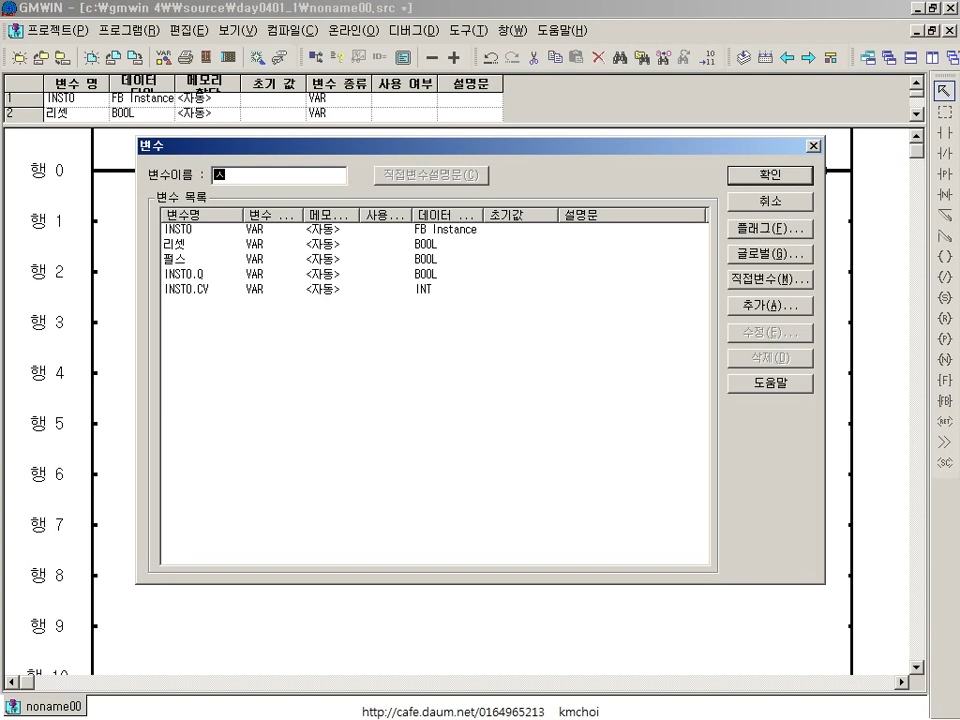 GMWIN - [c:\gmwin 4\\source\day0401_1\noname00.src *]
프로젝트(P) 프로그램(R) 편집(E) 보기(V) 컴파일(C) 온라인(O) 디버그(D) 도구(T) 창(W) 도움말(H)
변수 명 데이터 타입 메모리 할당 초기 값 변수 종류 사용 여부 설명문
1 INST0 FB Instance <자동> VAR
2 리셋 BOOL <자동> VAR
변수
변수이름 : ㅈ 직접변수설명문(C) 확인
변수 목록
취소
변수명 변수 ... 메모... 사용... 데이터 ... 초기값 설명문
INST0 VAR <자동> FB Instance
리셋 VAR <자동> BOOL
펄스 VAR <자동> BOOL
INST0.Q VAR <자동> BOOL
INST0.CV VAR <자동> INT
플래그(F)...
글로벌(G)...
직접변수(M)...
추가(A)...
수정(E)...
삭제(D)
도움말
행 0
행 1
행 2
행 3
행 4
행 5
행 6
행 7
행 8
행 9
행 10
noname00
http://cafe.daum.net/0164965213 kmchoi